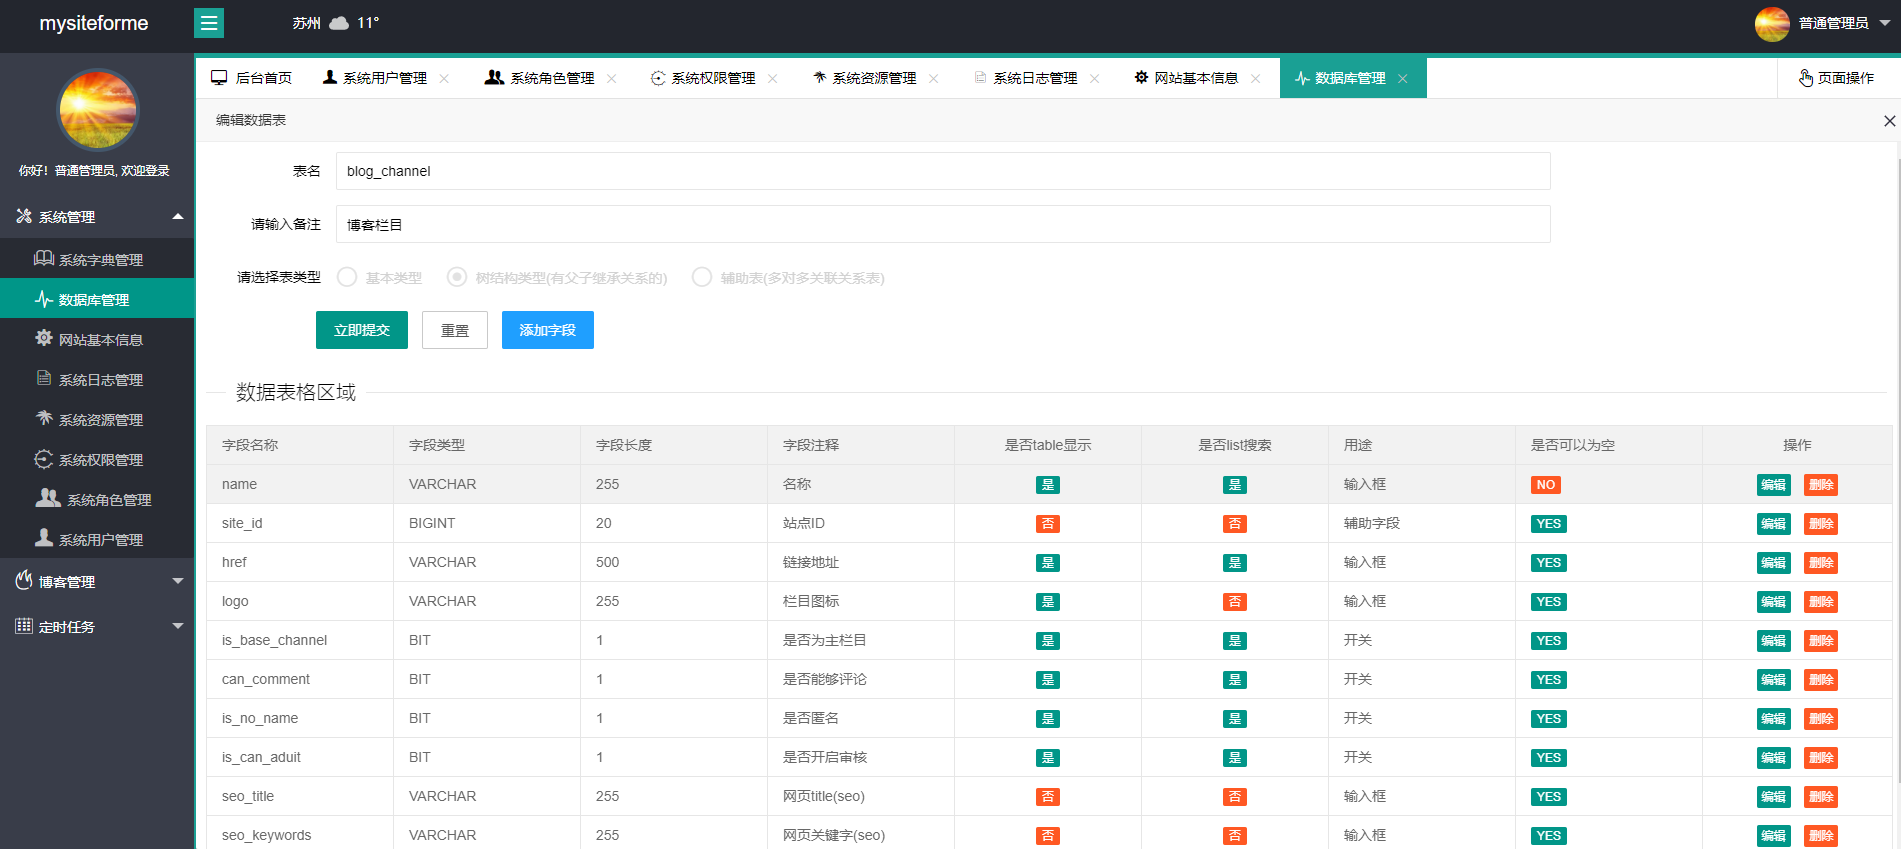 mysiteforme
苏州 11°
普通管理员
后台首页 系统用户管理 系统角色管理 系统权限管理 系统资源管理 系统日志管理 网站基本信息 数据库管理 页面操作
你好！普通管理员, 欢迎登录
系统管理
系统字典管理
数据库管理
网站基本信息
系统日志管理
系统资源管理
系统权限管理
系统角色管理
系统用户管理
博客管理
定时任务
编辑数据表
表名 blog_channel
请输入备注 博客栏目
请选择表类型 基本类型 树结构类型(有父子继承关系的) 辅助表(多对多关联关系表)
立即提交 重置 添加字段
数据表格区域
字段名称 字段类型 字段长度 字段注释 是否table显示 是否list搜索 用途 是否可以为空 操作
name VARCHAR 255 名称 是 是 输入框 NO 编辑 删除
site_id BIGINT 20 站点ID 否 否 辅助字段 YES 编辑 删除
href VARCHAR 500 链接地址 是 是 输入框 YES 编辑 删除
logo VARCHAR 255 栏目图标 是 否 输入框 YES 编辑 删除
is_base_channel BIT 1 是否为主栏目 是 是 开关 YES 编辑 删除
can_comment BIT 1 是否能够评论 是 是 开关 YES 编辑 删除
is_no_name BIT 1 是否匿名 是 是 开关 YES 编辑 删除
is_can_aduit BIT 1 是否开启审核 是 是 开关 YES 编辑 删除
seo_title VARCHAR 255 网页title(seo) 否 否 输入框 YES 编辑 删除
seo_keywords VARCHAR 255 网页关键字(seo) 否 否 输入框 YES 编辑 删除